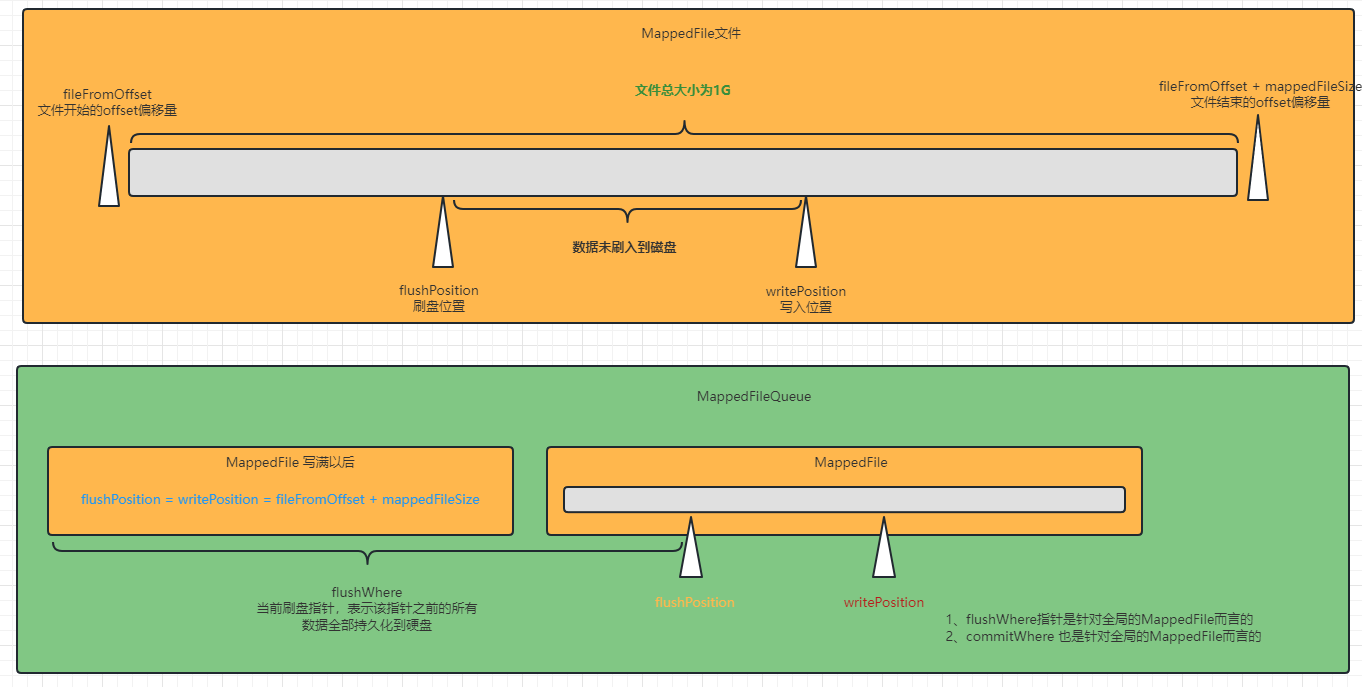 MappedFile文件
文件总大小为1G
fileFromOffset
文件开始的offset偏移量
fileFromOffset + mappedFileSize
文件结束的offset偏移量
数据未刷入到磁盘
flushPosition
刷盘位置
writePosition
写入位置
MappedFileQueue
MappedFile 写满以后
flushPosition = writePosition = fileFromOffset + mappedFileSize
MappedFile
flushWhere
当前刷盘指针，表示该指针之前的所有
数据全部持久化到硬盘
flushPosition
writePosition
1、flushWhere指针是针对全局的MappedFile而言的
2、commitWhere 也是针对全局的MappedFile而言的